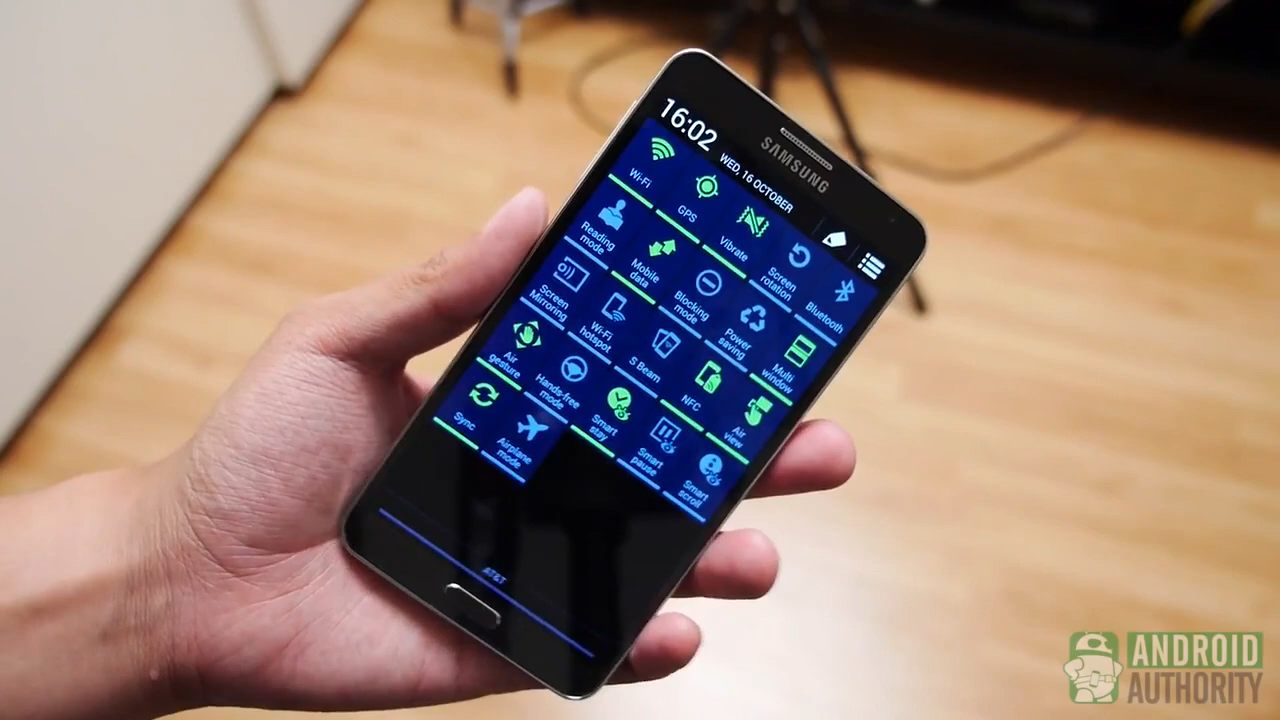 16:02
WED, 16 OCTOBER
SAMSUNG
Wi-Fi
GPS
Vibrate
Screen
rotation
Bluetooth
Reading
mode
Mobile
data
Blocking
mode
Power
saving
Multi
window
Screen
Mirroring
Wi-Fi
hotspot
S Beam
NFC
Air
view
Air
gesture
Hands-free
mode
Smart
stay
Smart
pause
Smart
scroll
Sync
Airplane
mode
AT&T
ANDROID
AUTHORITY